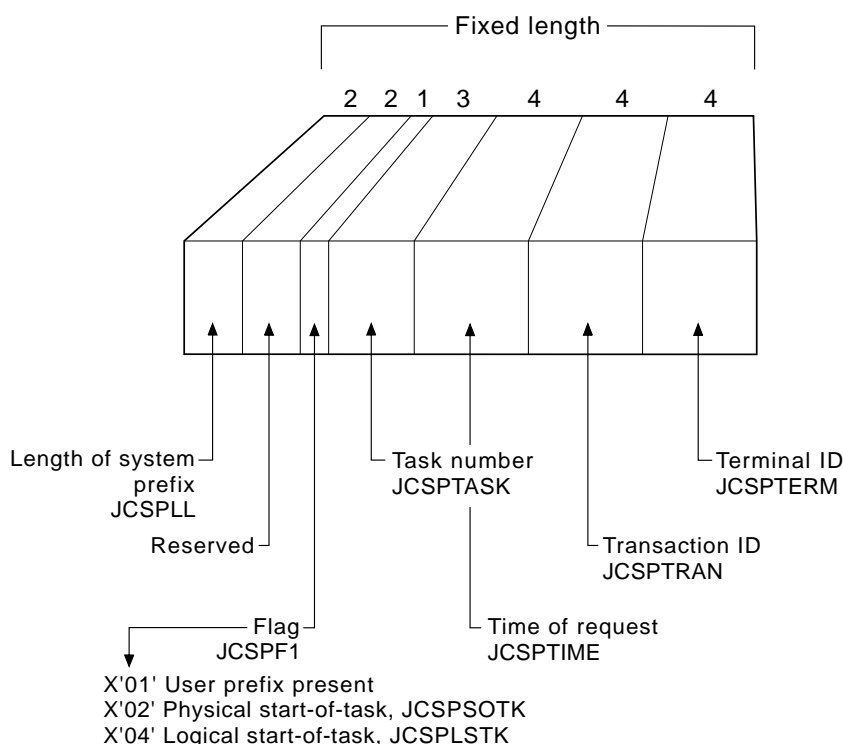 Fixed length
2 2 1 3 4 4 4
Length of system
prefix
JCSPLL
Task number
JCSPTASK
Terminal ID
JCSPTERM
Reserved
Transaction ID
JCSPTRAN
Flag
JCSPF1
Time of request
JCSPTIME
X'01' User prefix present
X'02' Physical start-of-task, JCSPSOTK
X'04' Logical start-of-task, JCSPLSTK